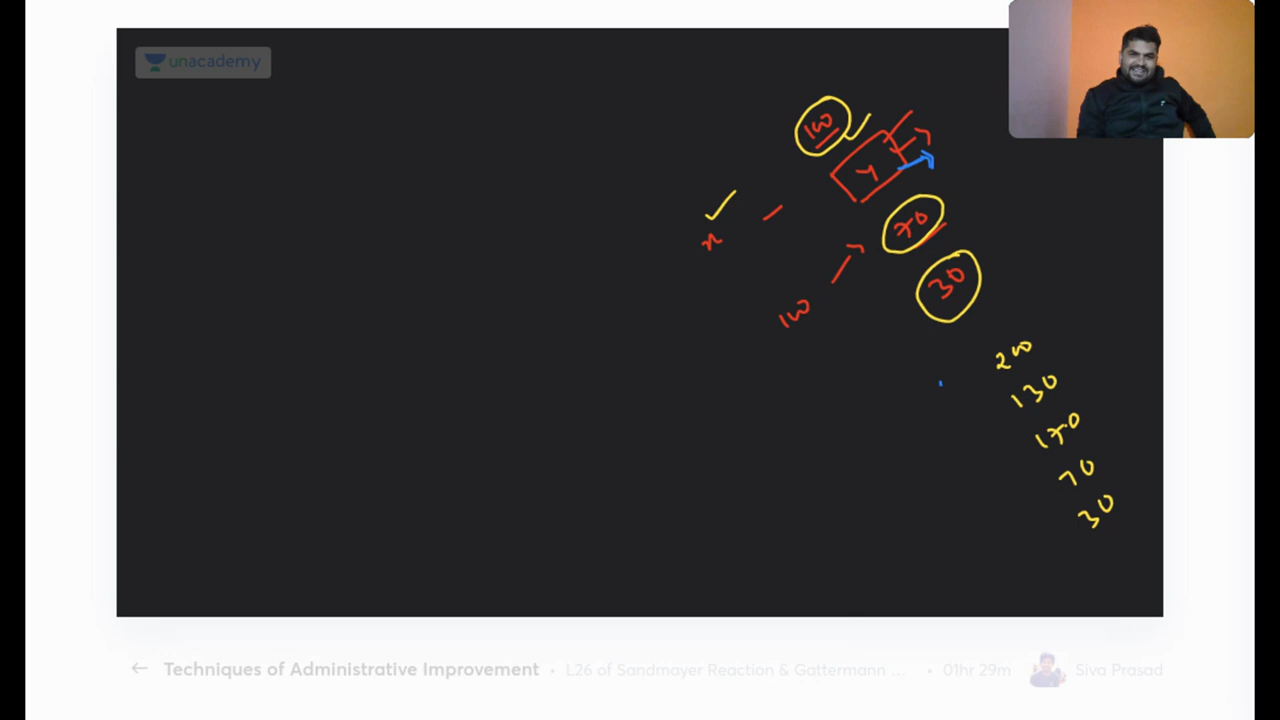 unacademy
100
Y
x
70
30
100
200
130
170
70
30
← Techniques of Administrative Improvement • L26 of Sandmayer Reaction & Gattermann ... • 01hr 29m Siva Prasad